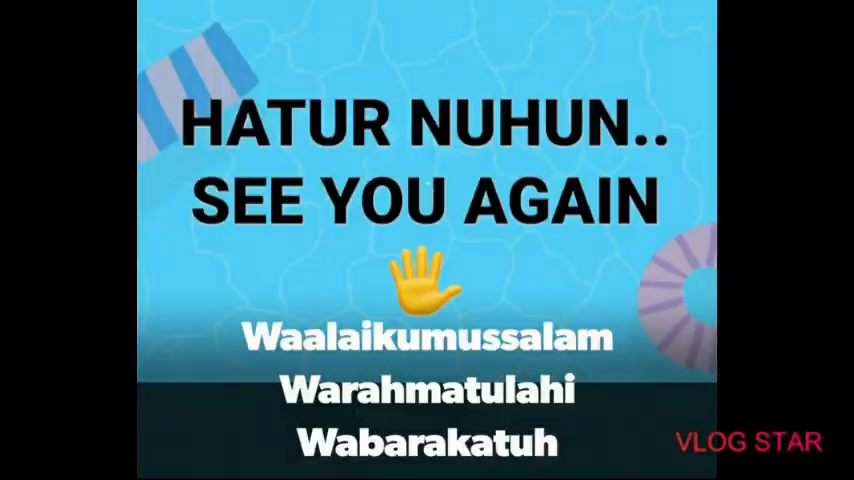 HATUR NUHUN..
SEE YOU AGAIN
🖐
Waalaikumussalam
Warahmatulahi
Wabarakatuh
VLOG STAR